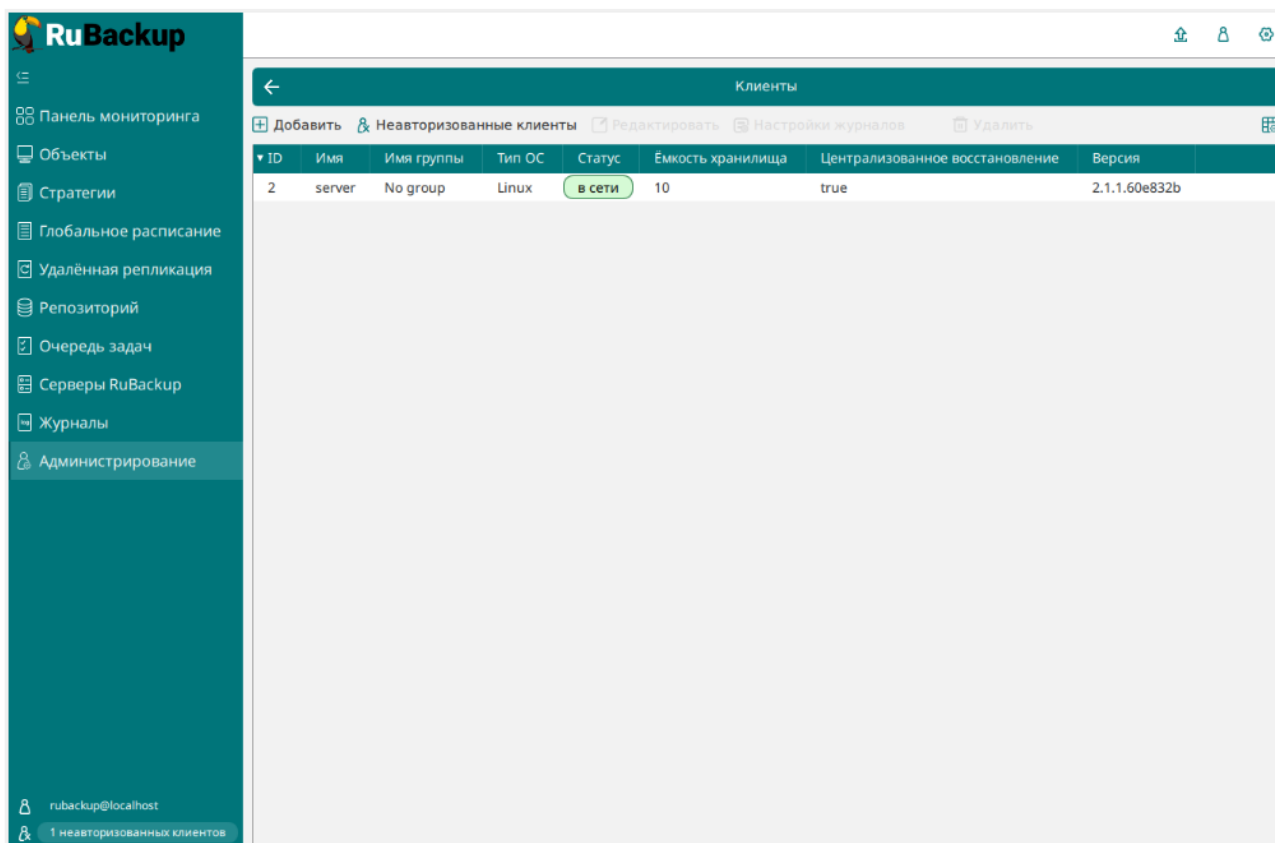 RuBackup
Клиенты
Панель мониторинга
Добавить Неавторизованные клиенты Редактировать Настройки журналов Удалить
Объекты
ID Имя Имя группы Тип ОС Статус Ёмкость хранилища Централизованное восстановление Версия
Стратегии
2 server No group Linux в сети 10 true 2.1.1.60e832b
Глобальное расписание
Удалённая репликация
Репозиторий
Очередь задач
Серверы RuBackup
Журналы
Администрирование
rubackup@localhost
1 неавторизованных клиентов